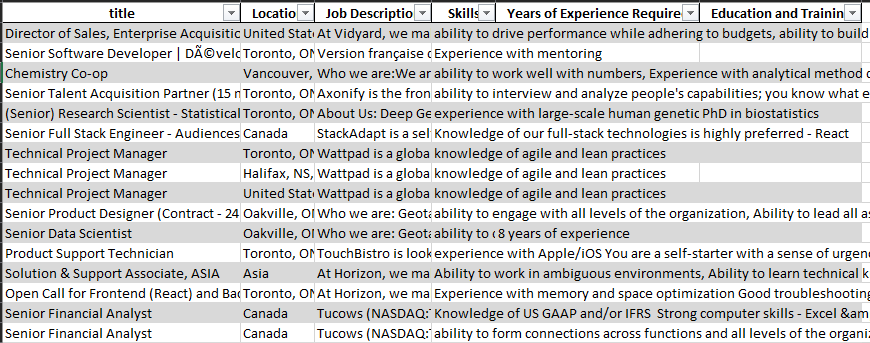 title Locatio Job Descriptio Skills Years of Experience Require Education and Trainin
Director of Sales, Enterprise Acquisitic United Stat At Vidyard, we ma ability to drive performance while adhering to budgets, ability to build
Senior Software Developer | DÃ©velc Toronto, ON Version française d Experience with mentoring
Chemistry Co-op Vancouver, Who we are:We ar ability to work well with numbers, Experience with analytical method d
Senior Talent Acquisition Partner (15 m Toronto, ON Axonify is the fron ability to interview and analyze people's capabilities; you know what e
(Senior) Research Scientist - Statistical Toronto, ON About Us: Deep Ge experience with large-scale human genetic PhD in biostatistics
Senior Full Stack Engineer - Audiences Canada StackAdapt is a sel Knowledge of our full-stack technologies is highly preferred - React
Technical Project Manager Toronto, ON Wattpad is a globa knowledge of agile and lean practices
Technical Project Manager Halifax, NS, Wattpad is a globa knowledge of agile and lean practices
Technical Project Manager United Stat Wattpad is a globa knowledge of agile and lean practices
Senior Product Designer (Contract - 24 Oakville, ON Who we are: Geota ability to engage with all levels of the organization, Ability to lead all as
Senior Data Scientist Oakville, ON Who we are: Geota ability to c 8 years of experience
Product Support Technician Toronto, ON TouchBistro is look experience with Apple/iOS You are a self-starter with a sense of urgenc
Solution & Support Associate, ASIA Asia At Horizon, we ma Ability to work in ambiguous environments, Ability to learn technical k
Open Call for Frontend (React) and Bac Toronto, ON At Horizon, we ma Experience with memory and space optimization Good troubleshooting
Senior Financial Analyst Canada Tucows (NASDAQ:T Knowledge of US GAAP and/or IFRS Strong computer skills - Excel &am
Senior Financial Analyst Canada Tucows (NASDAQ:T ability to form connections across functions and all levels of the organiz